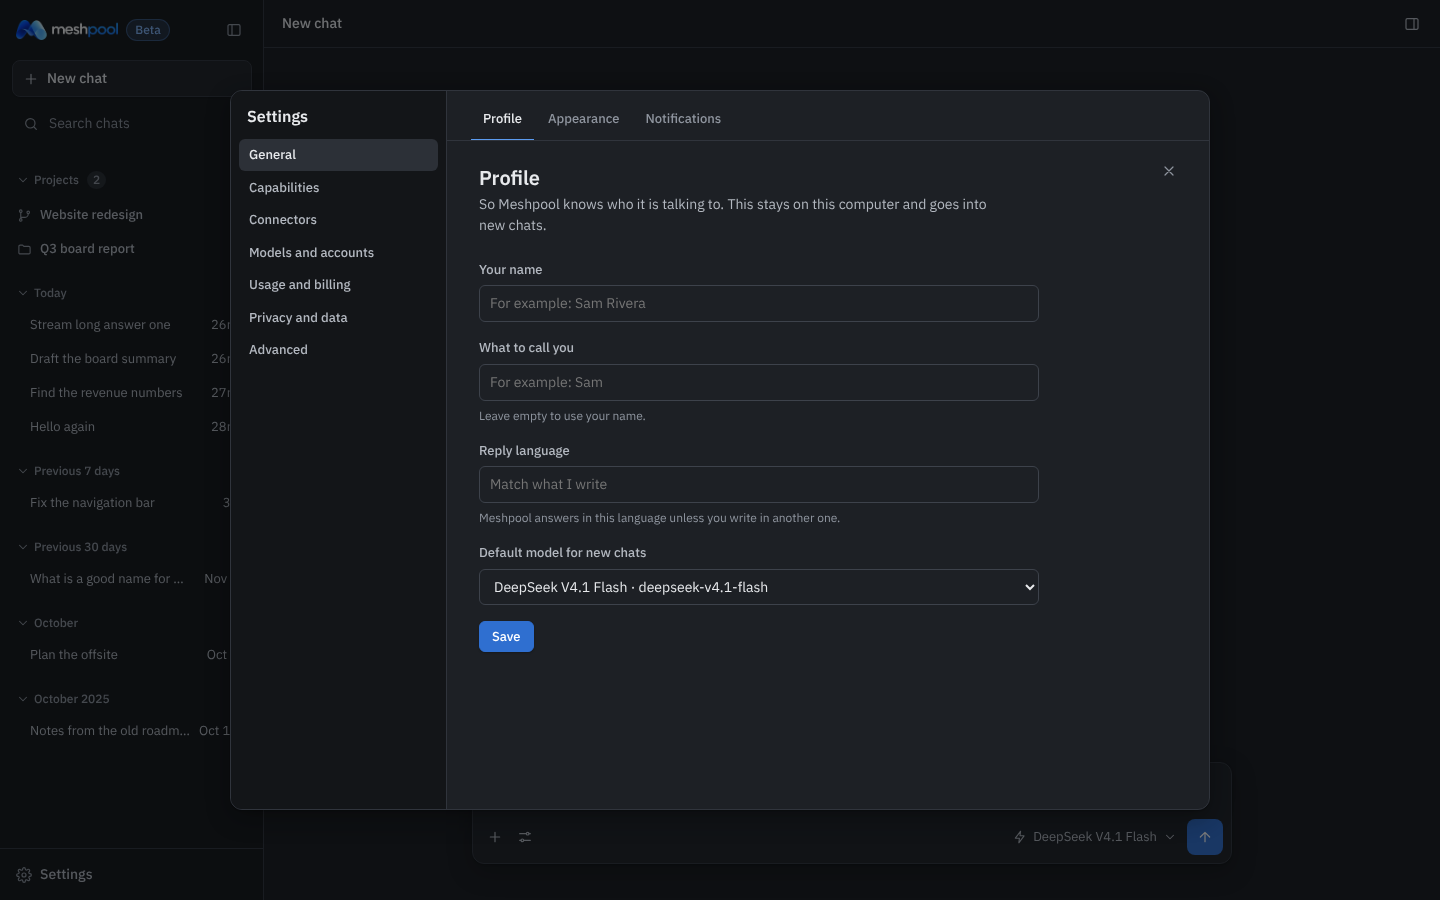 meshpool
Beta
New chat
New chat
Search chats
Projects 2
Website redesign
Q3 board report
Today
Stream long answer one
Draft the board summary
Find the revenue numbers
Hello again
Previous 7 days
Fix the navigation bar
Previous 30 days
What is a good name for ...
Nov
October
Plan the offsite
Oct
October 2025
Notes from the old roadm...
Oct 1
Settings
Settings
General
Capabilities
Connectors
Models and accounts
Usage and billing
Privacy and data
Advanced
Profile
Appearance
Notifications
Profile
So Meshpool knows who it is talking to. This stays on this computer and goes into
new chats.
Your name
For example: Sam Rivera
What to call you
For example: Sam
Leave empty to use your name.
Reply language
Match what I write
Meshpool answers in this language unless you write in another one.
Default model for new chats
DeepSeek V4.1 Flash · deepseek-v4.1-flash
Save
DeepSeek V4.1 Flash